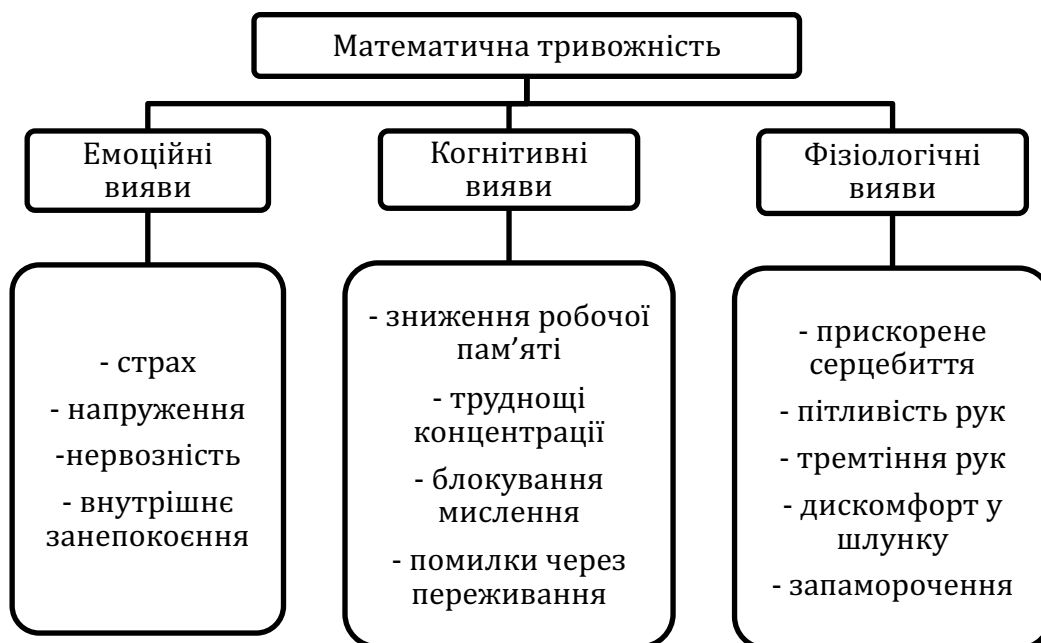 Математична тривожність
Емоційні
вияви
Когнітивні
вияви
Фізіологічні
вияви
- страх
- напруження
-нервозність
- внутрішнє
занепокоєння
- зниження робочої
пам’яті
- труднощі
концентрації
- блокування
мислення
- помилки через
переживання
- прискорене
серцебиття
- пітливість рук
- тремтіння рук
- дискомфорт у
шлунку
- запаморочення